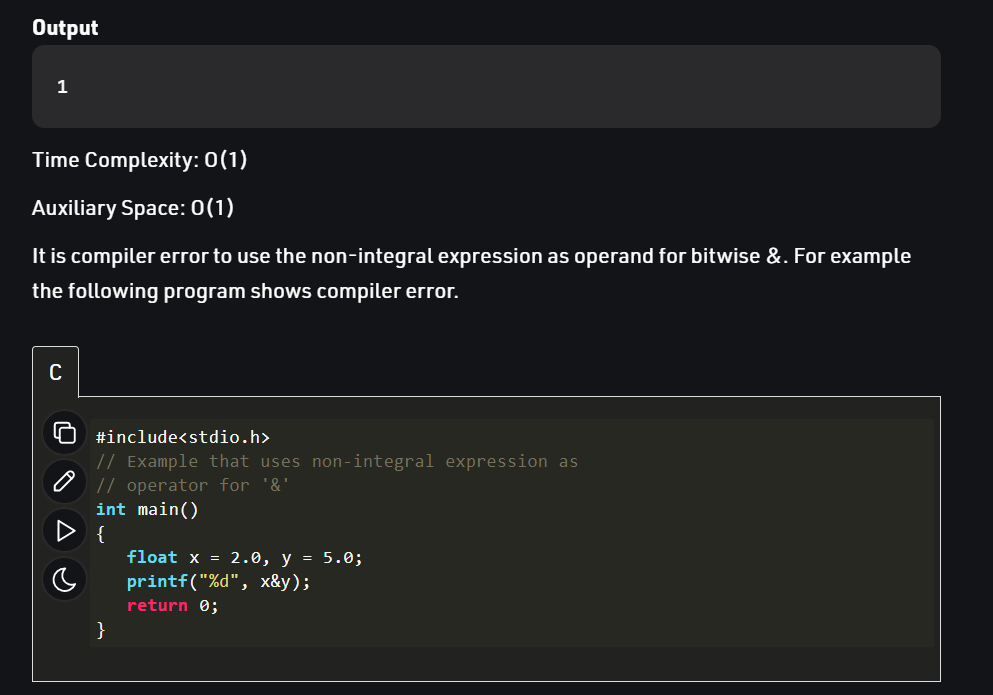 Output
1
Time Complexity: O(1)
Auxiliary Space: O(1)
It is compiler error to use the non-integral expression as operand for bitwise &. For example
the following program shows compiler error.
C
#include<stdio.h>
// Example that uses non-integral expression as
// operator for '&'
int main()
{
   float x = 2.0, y = 5.0;
   printf("%d", x&y);
   return 0;
}